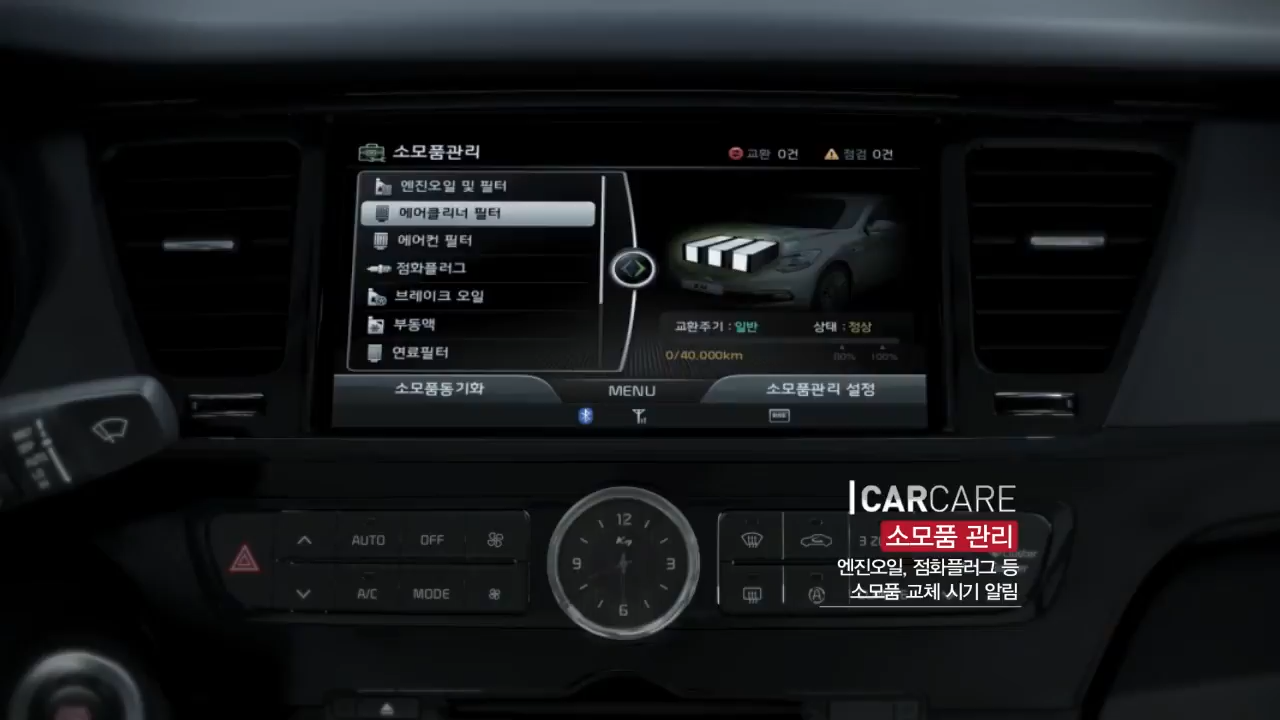 소모품관리
교환 0건
점검 0건
엔진오일 및 필터
에어클리너 필터
에어컨 필터
점화플러그
브레이크 오일
부동액
연료필터
교환주기 : 일반
상태 : 정상
0/40,000km
80% 100%
소모품동기화
MENU
소모품관리 설정
CARCARE
소모품 관리
엔진오일, 점화플러그 등
소모품 교체 시기 알림
AUTO
OFF
A/C
MODE
12
K9
9
3
6